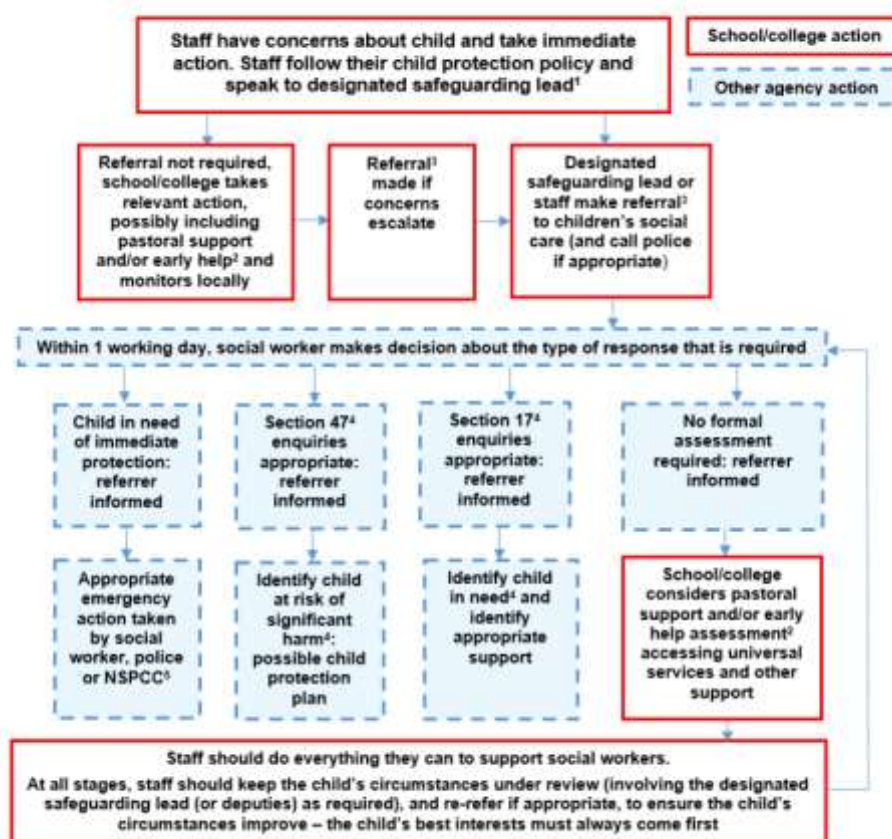 Staff have concerns about child and take immediate
action. Staff follow their child protection policy and
speak to designated safeguarding lead¹
School/college action
Other agency action
Referral not required,
school/college takes
relevant action,
possibly including
pastoral support
and/or early help² and
monitors locally
Referral³
made if
concerns
escalate
Designated
safeguarding lead or
staff make referral³
to children's social
care (and call police
if appropriate)
Within 1 working day, social worker makes decision about the type of response that is required
Child in need
of immediate
protection:
referrer
informed
Section 47⁴
enquiries
appropriate:
referrer
informed
Section 17⁴
enquiries
appropriate:
referrer
informed
No formal
assessment
required: referrer
informed
Appropriate
emergency
action taken
by social
worker, police
or NSPCC⁵
Identify child
at risk of
significant
harm⁴:
possible child
protection
plan
Identify child
in need⁴ and
identify
appropriate
support
School/college
considers pastoral
support and/or early
help assessment²
accessing universal
services and other
support
Staff should do everything they can to support social workers.
At all stages, staff should keep the child's circumstances under review (involving the designated
safeguarding lead (or deputies) as required), and re-refer if appropriate, to ensure the child's
circumstances improve – the child's best interests must always come first